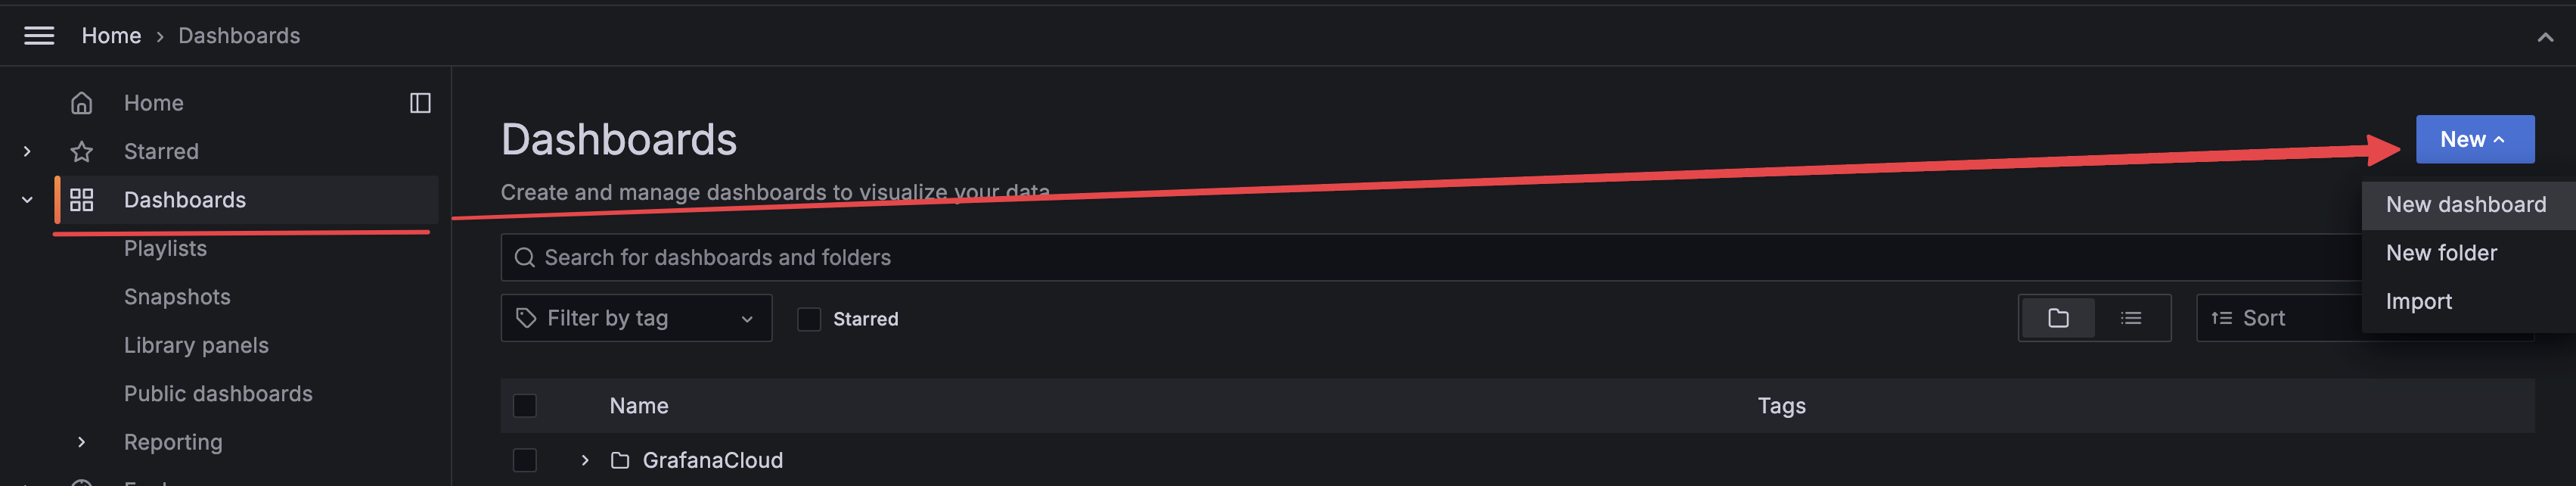 Home › Dashboards
Home
Starred
Dashboards
Playlists
Snapshots
Library panels
Public dashboards
Reporting
Dashboards
Create and manage dashboards to visualize your data
New
New dashboard
New folder
Import
Search for dashboards and folders
Filter by tag
Starred
Sort
Name Tags
GrafanaCloud